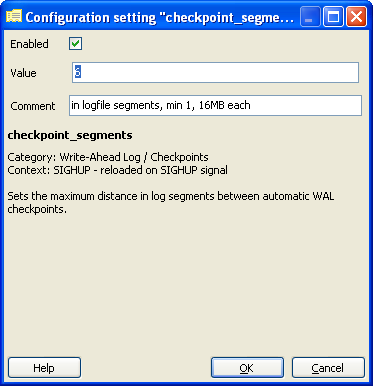 Configuration setting "checkpoint_segme...
Enabled
Value 6
Comment in logfile segments, min 1, 16MB each
checkpoint_segments
Category: Write-Ahead Log / Checkpoints
Context: SIGHUP - reloaded on SIGHUP signal
Sets the maximum distance in log segments between automatic WAL
checkpoints.
Help OK Cancel